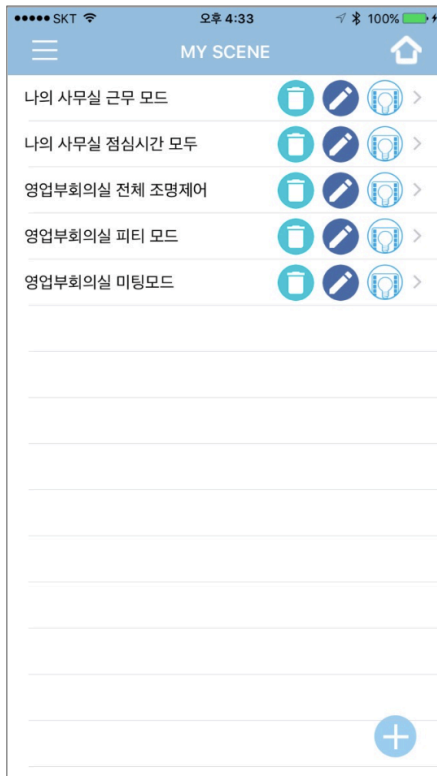 SKT 오후 4:33 100%
MY SCENE
나의 사무실 근무 모드
나의 사무실 점심시간 모두
영업부회의실 전체 조명제어
영업부회의실 피티 모드
영업부회의실 미팅모드